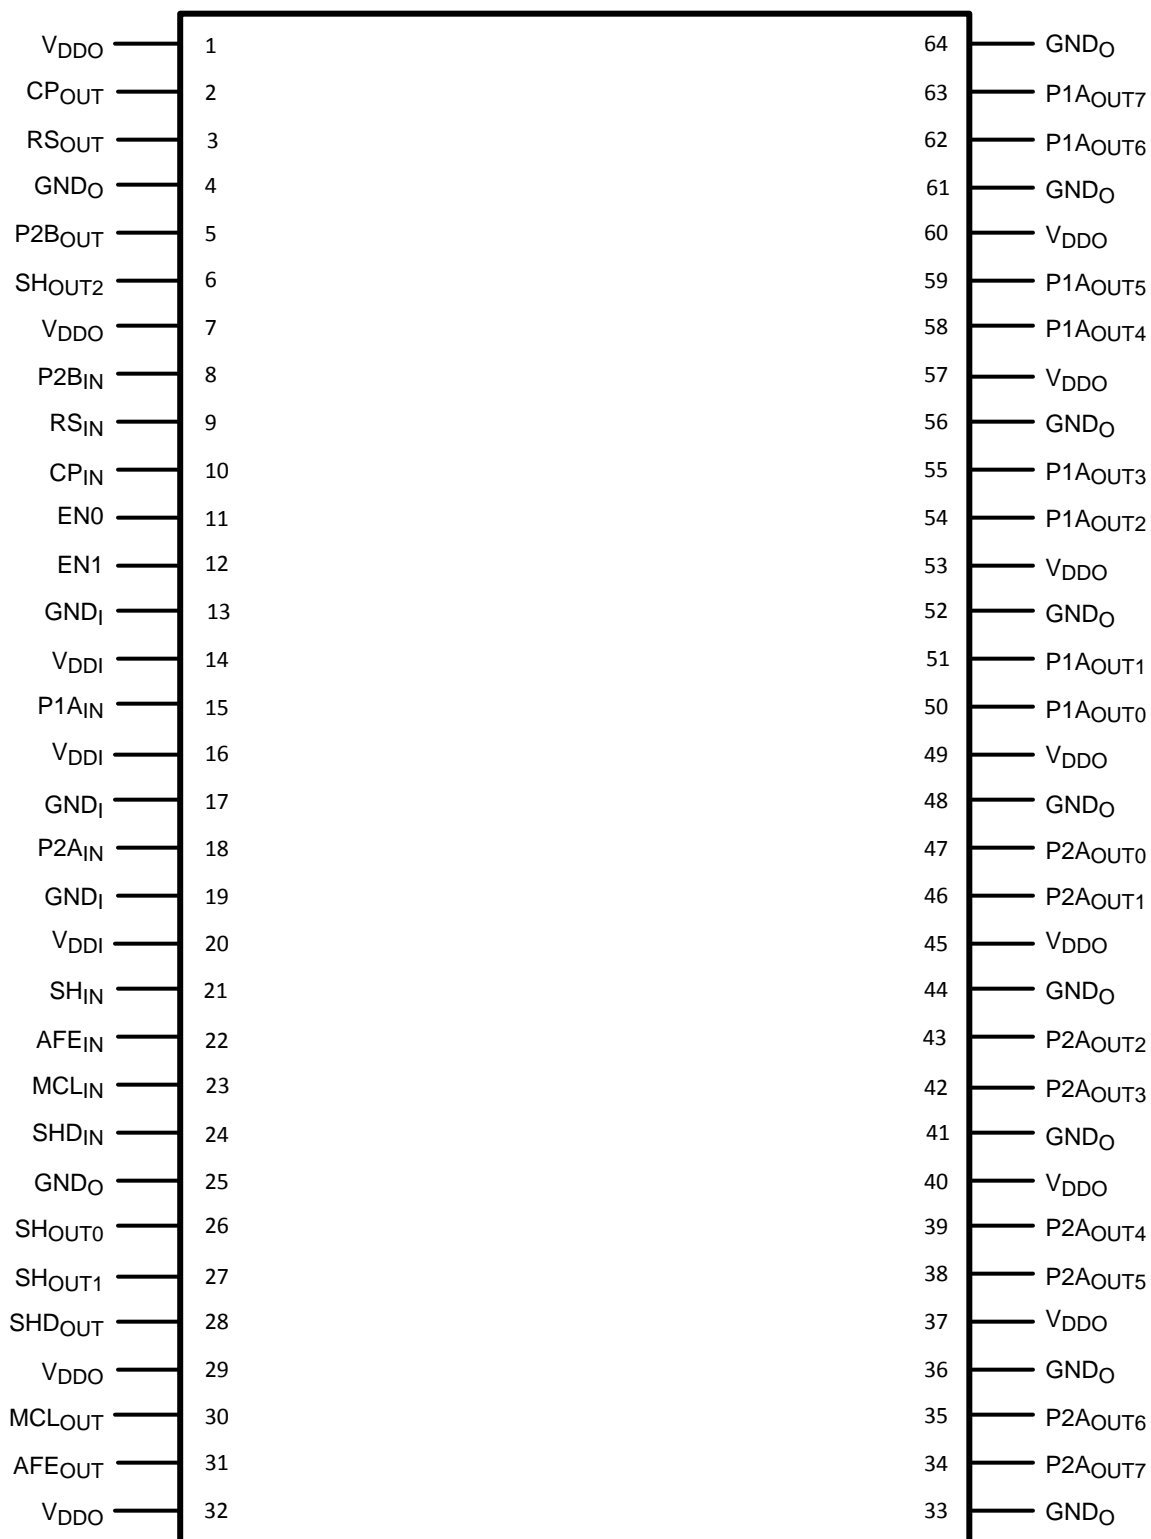 VDDO 1 64 GNDO
CPOUT 2 63 P1AOUT7
RSOUT 3 62 P1AOUT6
GNDO 4 61 GNDO
P2BOUT 5 60 VDDO
SHOUT2 6 59 P1AOUT5
VDDO 7 58 P1AOUT4
P2BIN 8 57 VDDO
RSIN 9 56 GNDO
CPIN 10 55 P1AOUT3
EN0 11 54 P1AOUT2
EN1 12 53 VDDO
GNDI 13 52 GNDO
VDDI 14 51 P1AOUT1
P1AIN 15 50 P1AOUT0
VDDI 16 49 VDDO
GNDI 17 48 GNDO
P2AIN 18 47 P2AOUT0
GNDI 19 46 P2AOUT1
VDDI 20 45 VDDO
SHIN 21 44 GNDO
AFEIN 22 43 P2AOUT2
MCLIN 23 42 P2AOUT3
SHDIN 24 41 GNDO
GNDO 25 40 VDDO
SHOUT0 26 39 P2AOUT4
SHOUT1 27 38 P2AOUT5
SHDOUT 28 37 VDDO
VDDO 29 36 GNDO
MCLOUT 30 35 P2AOUT6
AFEOUT 31 34 P2AOUT7
VDDO 32 33 GNDO